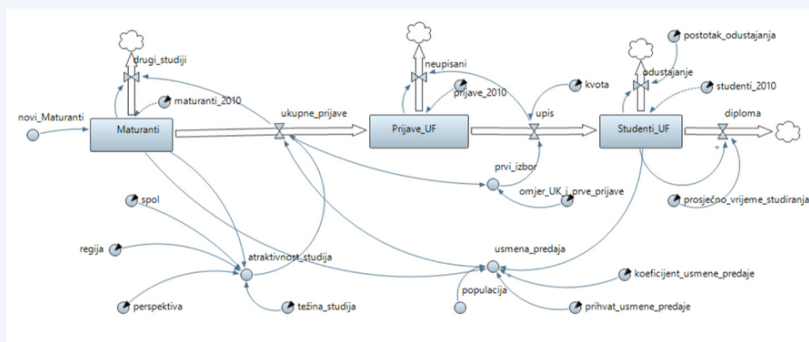 drugi_studiji
neupisani
postotak_odustajanja
odustajanje
maturanti_2010
prijave_2010
kvota
studenti_2010
novi_Maturanti
Maturanti
ukupne_prijave
Prijave_UF
upis
Studenti_UF
diploma
prvi_izbor
omjer_UK_i_prve_prijave
prosječno_vrijeme_studiranja
spol
regija
atraktivnost_studija
usmena_predaja
koeficijent_usmene_predaje
populacija
perspektiva
težina_studija
prihvat_usmene_predaje